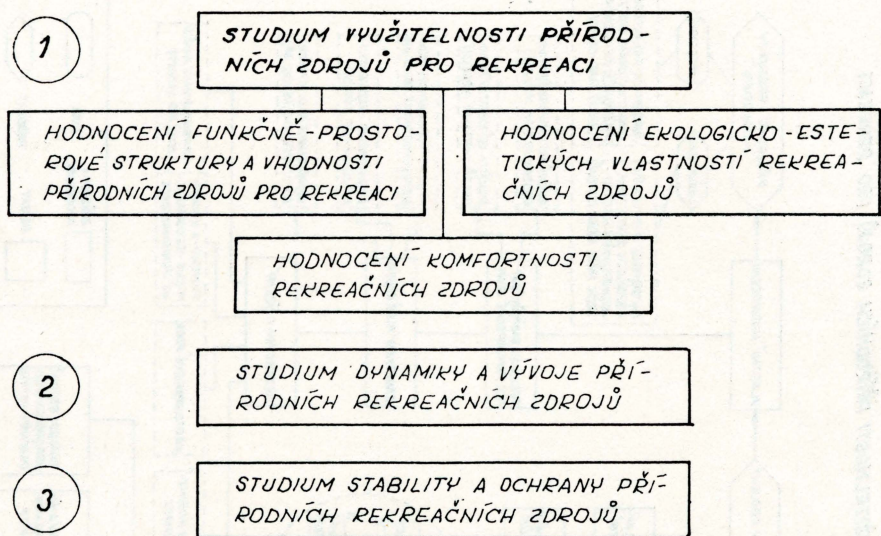 1
STUDIUM VYUŽITELNOSTI PŘÍROD-
NÍCH ZDROJŮ PRO REKREACI
HODNOCENÍ FUNKČNĚ-PROSTO-
ROVÉ STRUKTURY A VHODNOSTI
PŘÍRODNÍCH ZDROJŮ PRO REKREACI
HODNOCENÍ EKOLOGICKO-ESTE-
TICKÝCH VLASTNOSTÍ REKREA-
ČNÍCH ZDROJŮ
HODNOCENÍ KOMFORTNOSTI
REKREAČNÍCH ZDROJŮ
2
STUDIUM DYNAMIKY A VÝVOJE PŘÍ-
RODNÍCH REKREAČNÍCH ZDROJŮ
3
STUDIUM STABILITY A OCHRANY PŘÍ-
RODNÍCH REKREAČNÍCH ZDROJŮ